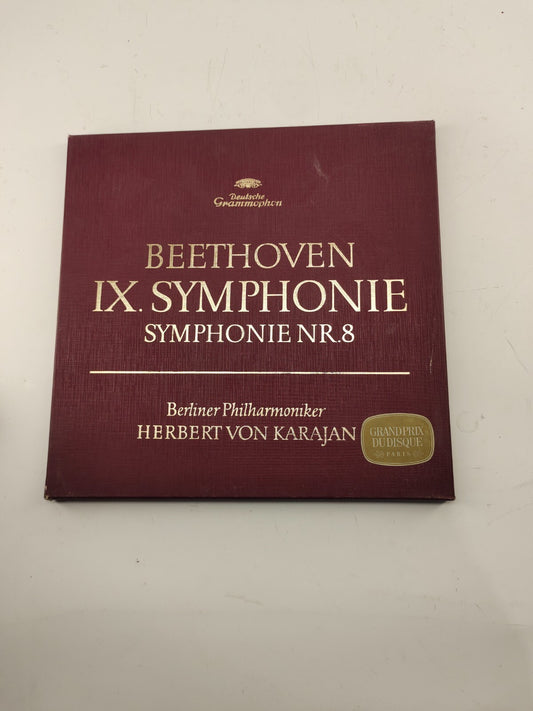 Deutsche
Grammophon
BEETHOVEN
IX. SYMPHONIE
SYMPHONIE NR.8
Berliner Philharmoniker
HERBERT VON KARAJAN
GRAND PRIX
DU DISQUE
PARIS